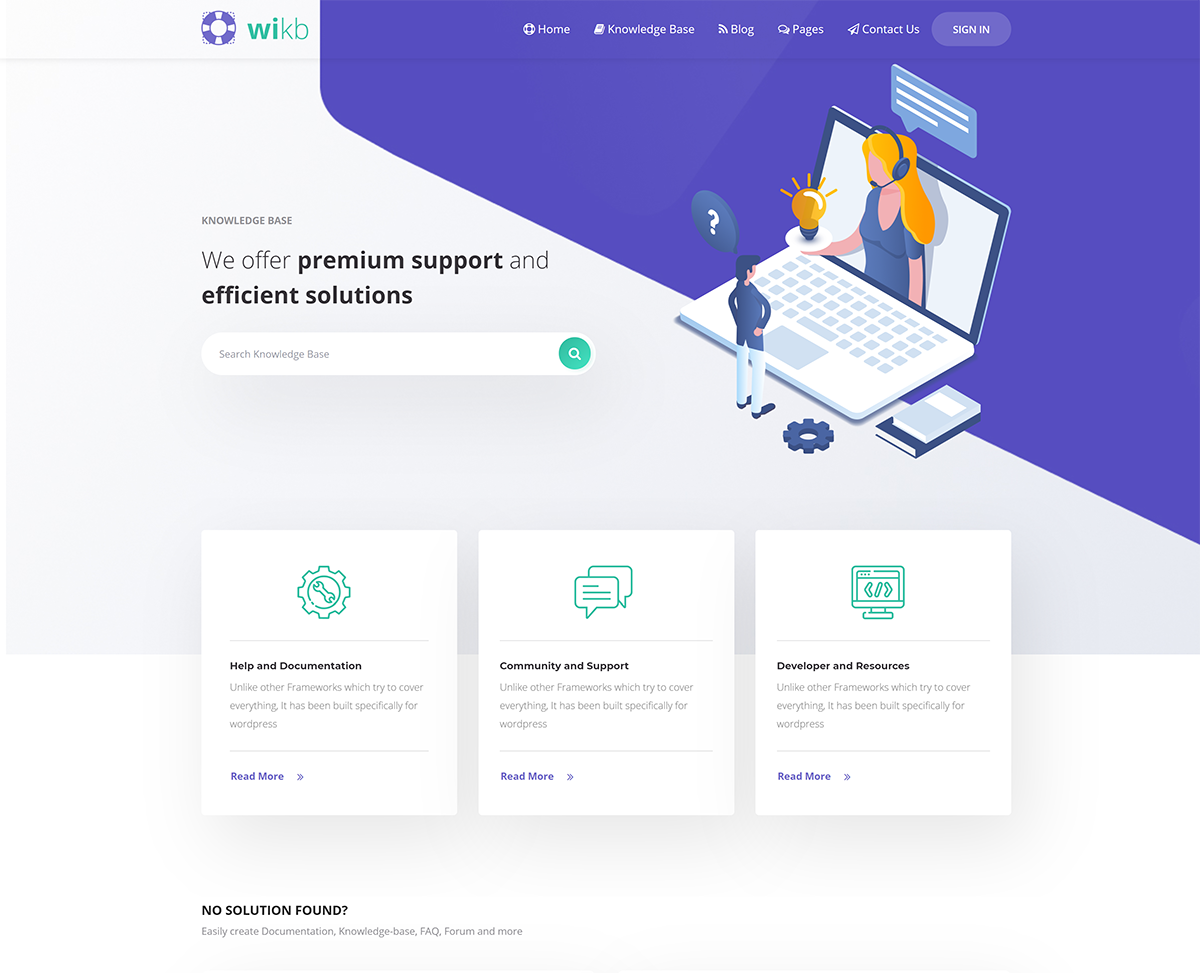 wikb
Home
Knowledge Base
Blog
Pages
Contact Us
SIGN IN
?
KNOWLEDGE BASE
We offer premium support and
efficient solutions
Search Knowledge Base
</>
Help and Documentation
Unlike other Frameworks which try to cover
everything, It has been built specifically for
wordpress
Read More »
Community and Support
Unlike other Frameworks which try to cover
everything, It has been built specifically for
wordpress
Read More »
Developer and Resources
Unlike other Frameworks which try to cover
everything, It has been built specifically for
wordpress
Read More »
NO SOLUTION FOUND?
Easily create Documentation, Knowledge-base, FAQ, Forum and more